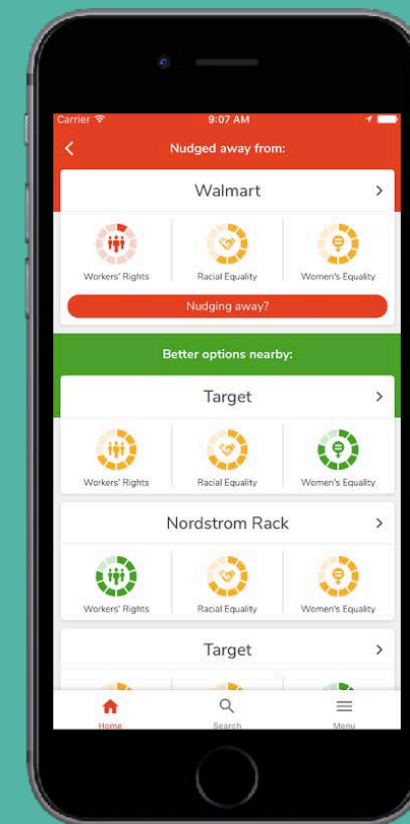 Carrier 9:07 AM
Nudged away from:
Walmart
Workers' Rights Racial Equality Women's Equality
Nudging away?
Better options nearby:
Target
Workers' Rights Racial Equality Women's Equality
Nordstrom Rack
Workers' Rights Racial Equality Women's Equality
Target
Home Search Menu